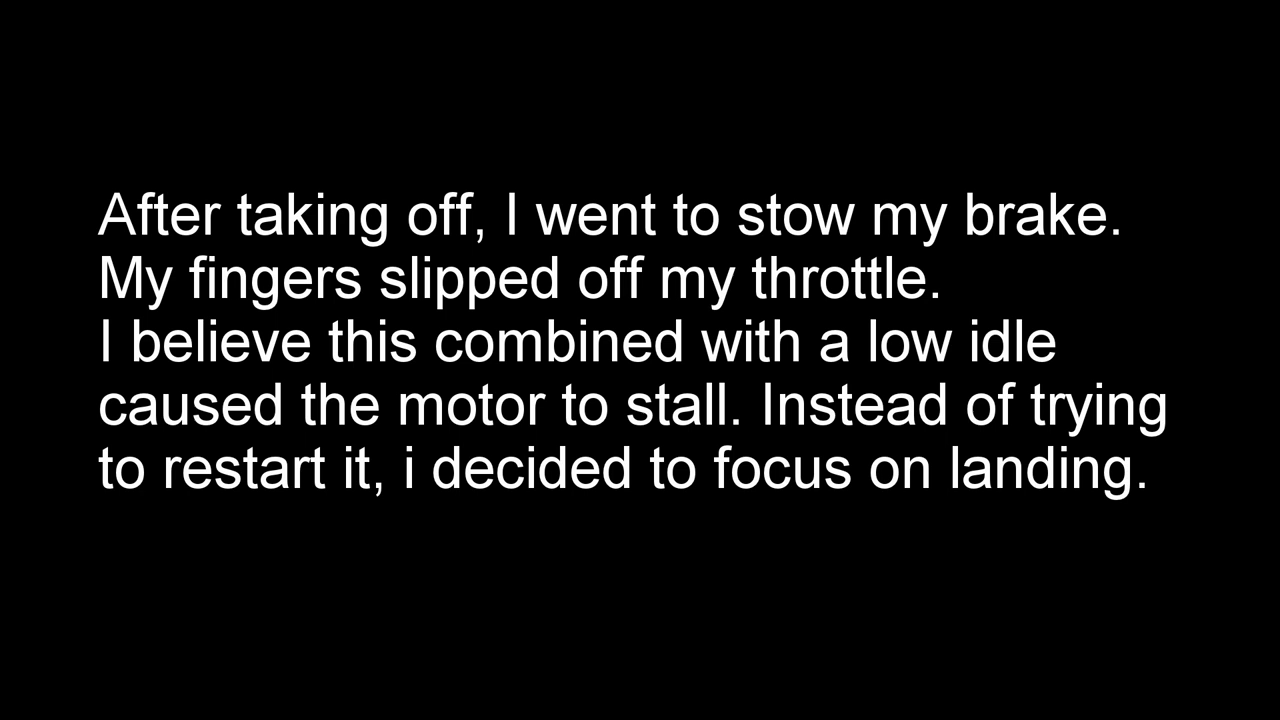 After taking off, I went to stow my brake.
My fingers slipped off my throttle.
I believe this combined with a low idle
caused the motor to stall. Instead of trying
to restart it, i decided to focus on landing.